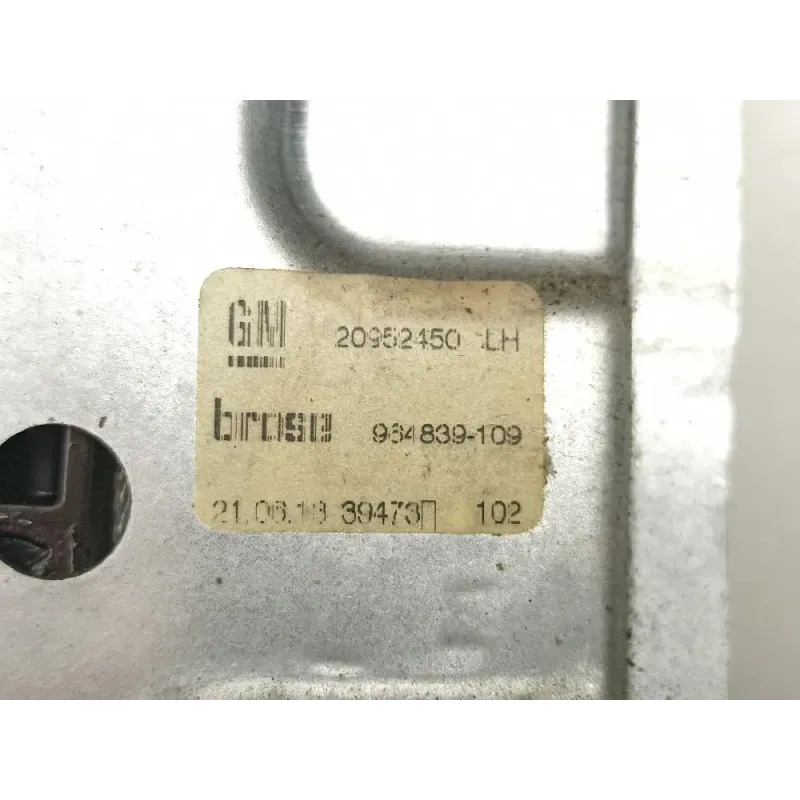 GM 20952450 LH
brose 964839-109
21.06.13 39473 102